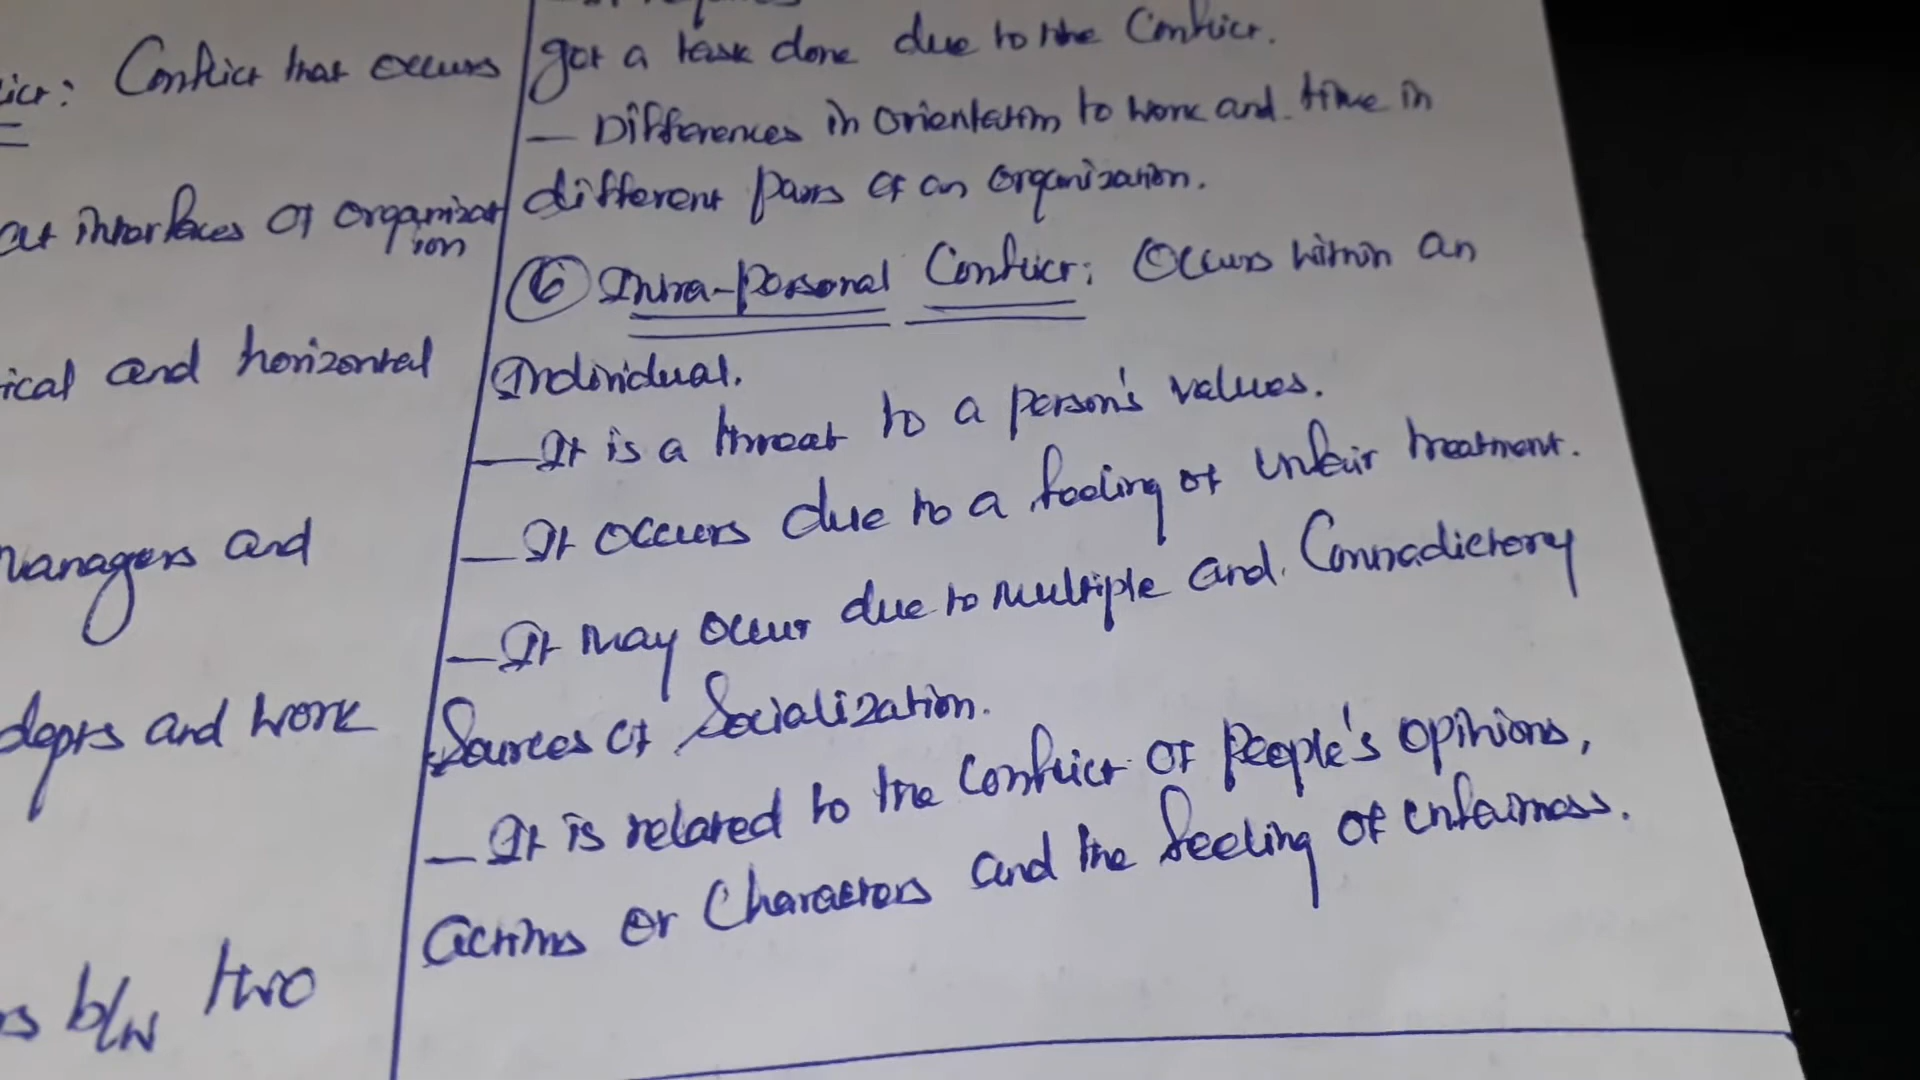 ict: Conflict that occurs
at interfaces of organizat
ion
ical and horizontal
Managers and
depts and work
b/w two
got a task done due to the Conflict.
— Differences in orientation to work and time in
different parts of an organization.
⑥ Intra-personal Conflict: Occurs within an
Individual.
— It is a threat to a person's values.
— It occurs due to a feeling of unfair treatment.
— It may occur due to multiple and Contradictory
Sources of Socialization.
— It is related to the conflict of people's opinions,
actions or Characters and the feeling of unfairness.